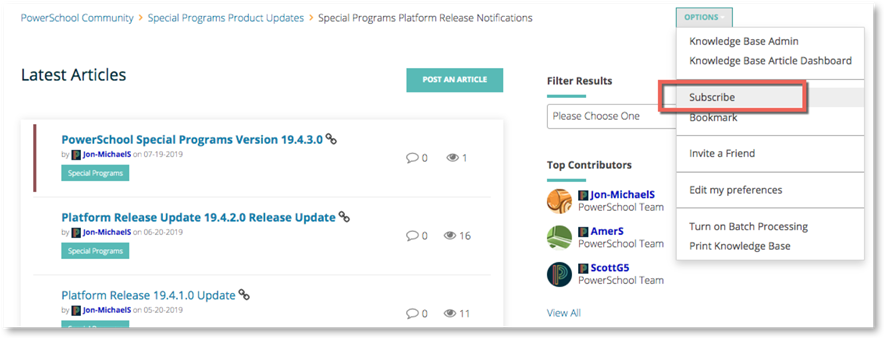 PowerSchool Community > Special Programs Product Updates > Special Programs Platform Release Notifications
OPTIONS
Knowledge Base Admin
Knowledge Base Article Dashboard
Subscribe
Bookmark
Invite a Friend
Edit my preferences
Turn on Batch Processing
Print Knowledge Base
Latest Articles
POST AN ARTICLE
PowerSchool Special Programs Version 19.4.3.0
by Jon-MichaelS on 07-19-2019
0 1
Special Programs
Platform Release Update 19.4.2.0 Release Update
by Jon-MichaelS on 06-20-2019
0 16
Special Programs
Platform Release 19.4.1.0 Update
by Jon-MichaelS on 05-20-2019
0 11
Special Programs
Filter Results
Please Choose One
Top Contributors
Jon-MichaelS
PowerSchool Team
AmerS
PowerSchool Team
ScottG5
PowerSchool Team
View All